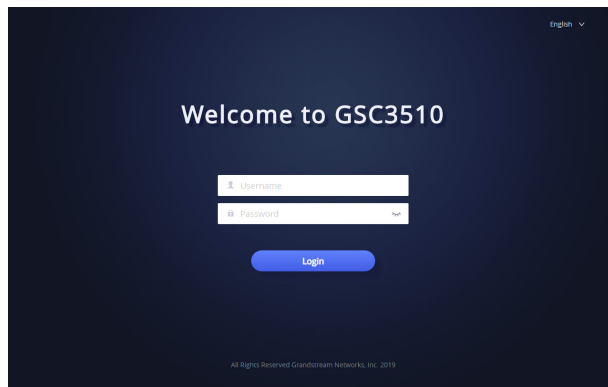 English
Welcome to GSC3510
Username
Password
Login
All Rights Reserved Grandstream Networks, Inc. 2019